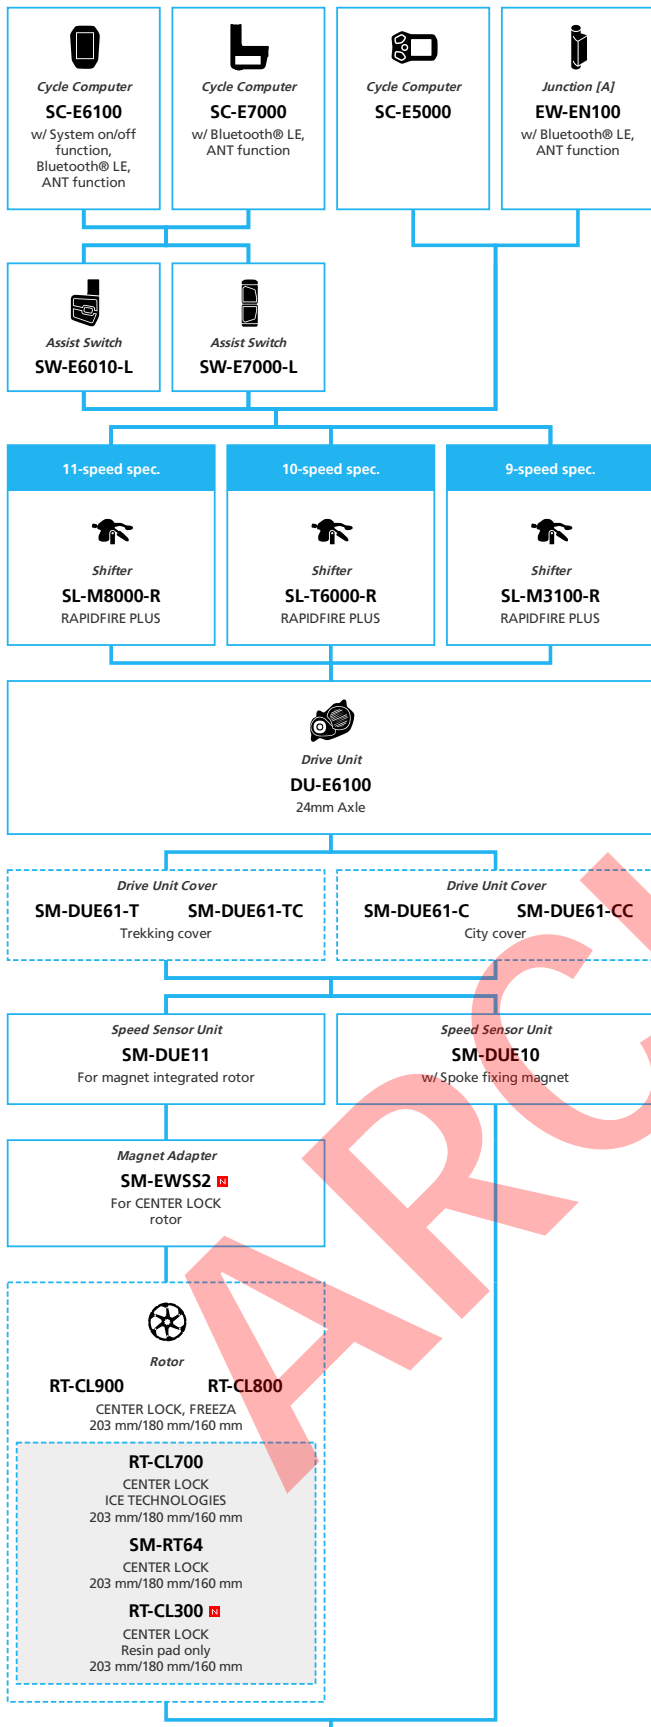 Cycle Computer
SC-E6100
w/ System on/off
function,
Bluetooth® LE,
ANT function
Cycle Computer
SC-E7000
w/ Bluetooth® LE,
ANT function
Cycle Computer
SC-E5000
Junction [A]
EW-EN100
w/ Bluetooth® LE,
ANT function
Assist Switch
SW-E6010-L
Assist Switch
SW-E7000-L
11-speed spec.
Shifter
SL-M8000-R
RAPIDFIRE PLUS
10-speed spec.
Shifter
SL-T6000-R
RAPIDFIRE PLUS
9-speed spec.
Shifter
SL-M3100-R
RAPIDFIRE PLUS
Drive Unit
DU-E6100
24mm Axle
Drive Unit Cover
SM-DUE61-T SM-DUE61-TC
Trekking cover
Drive Unit Cover
SM-DUE61-C SM-DUE61-CC
City cover
Speed Sensor Unit
SM-DUE11
For magnet integrated rotor
Speed Sensor Unit
SM-DUE10
w/ Spoke fixing magnet
Magnet Adapter
SM-EWSS2 N
For CENTER LOCK
rotor
Rotor
RT-CL900 RT-CL800
CENTER LOCK, FREEZA
203 mm/180 mm/160 mm
RT-CL700
CENTER LOCK
ICE TECHNOLOGIES
203 mm/180 mm/160 mm
SM-RT64
CENTER LOCK
203 mm/180 mm/160 mm
RT-CL300 N
CENTER LOCK
Resin pad only
203 mm/180 mm/160 mm
ARC